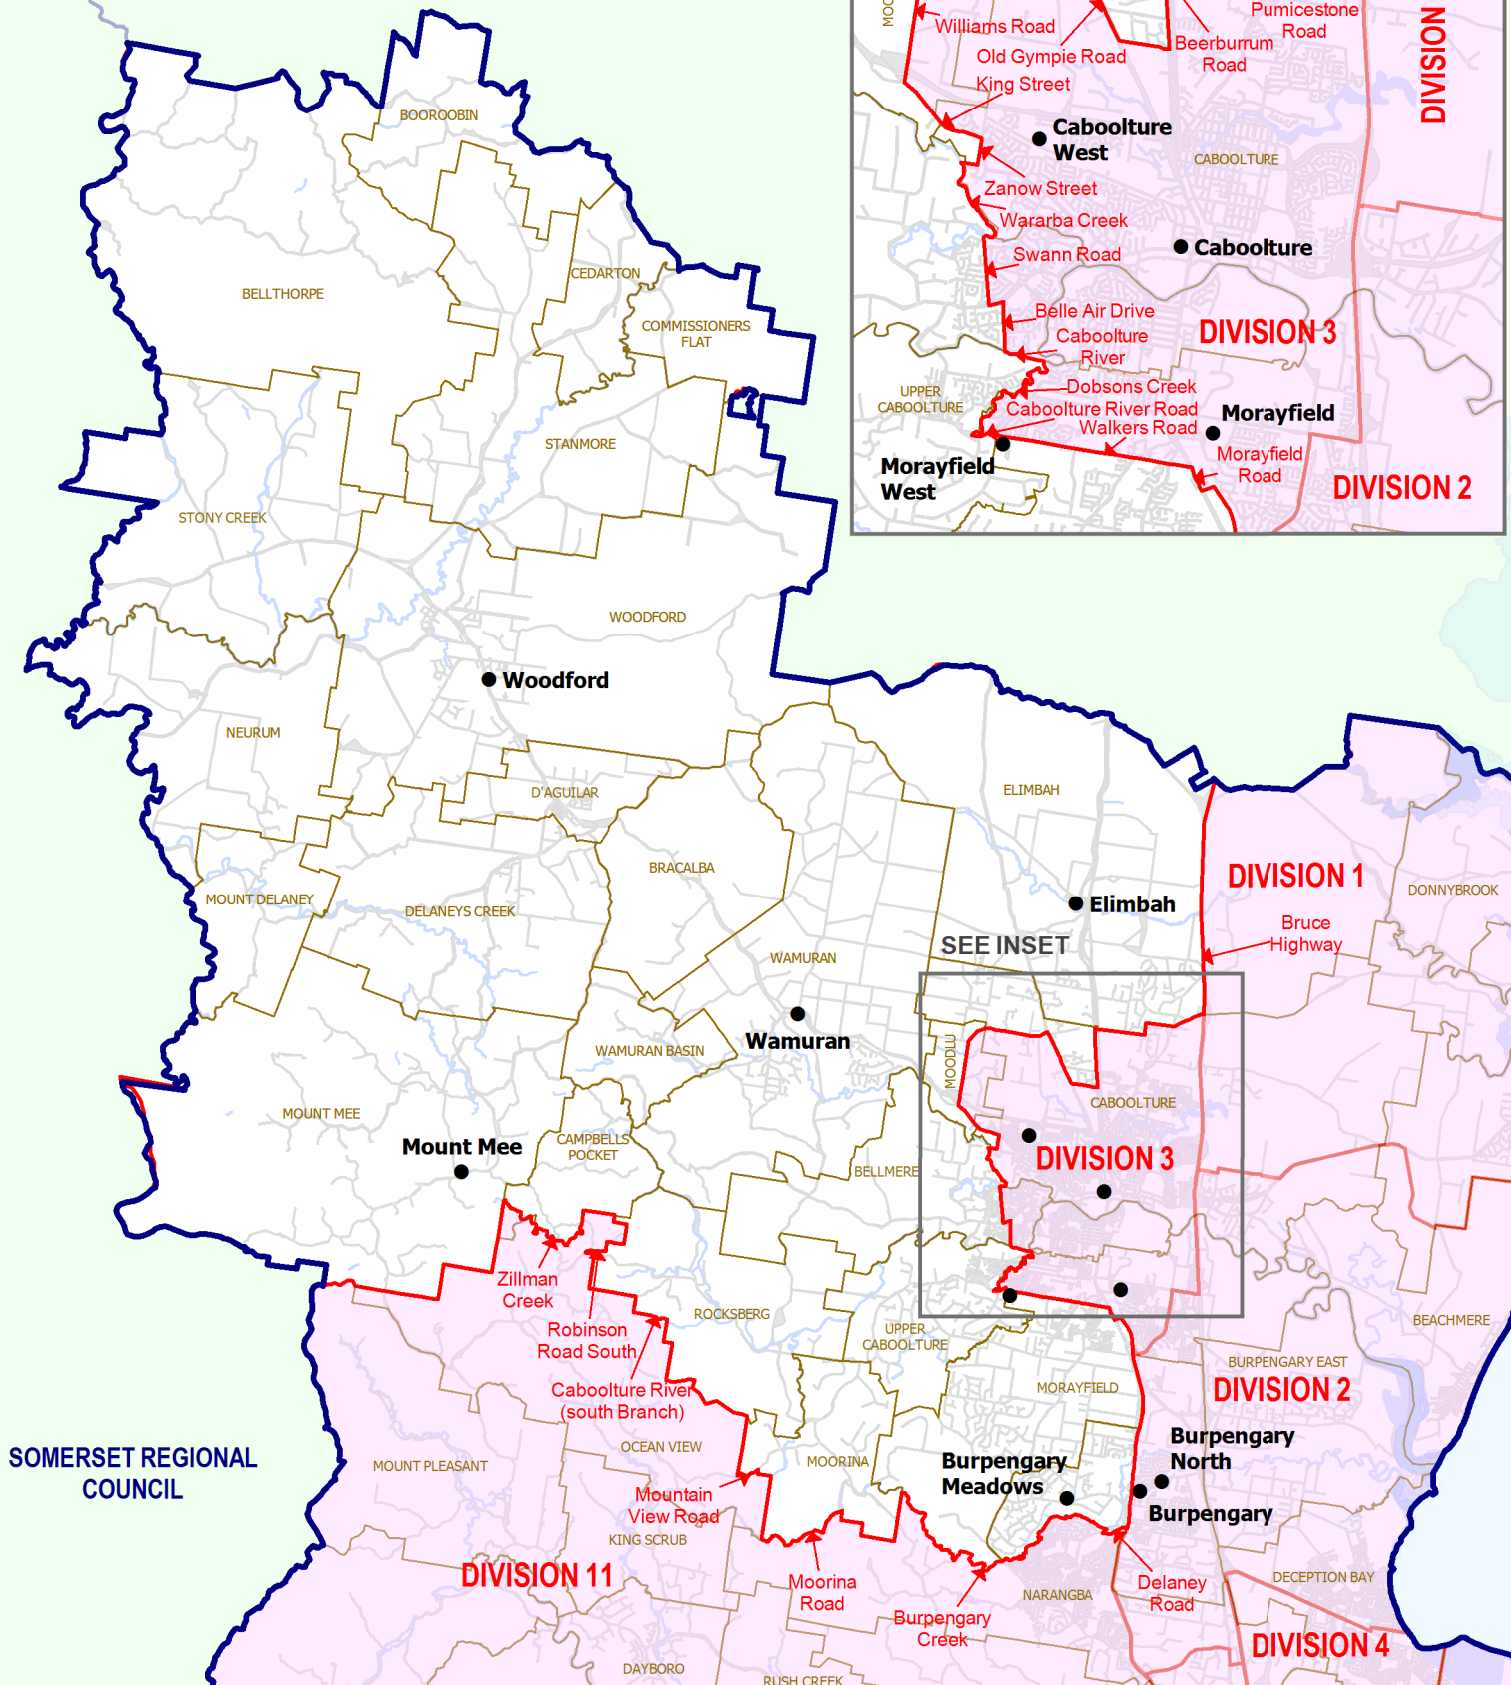 MOO
Williams Road
Old Gympie Road
King Street
Pumicestone
Road
Beerburrum
Road
DIVISION
Caboolture
West
CABOOLTURE
Zanow Street
Wararba Creek
Caboolture
Swann Road
Belle Air Drive
Caboolture
River
DIVISION 3
Dobsons Creek
UPPER
CABOOLTURE
Caboolture River Road
Walkers Road
Morayfield
Morayfield
West
Morayfield
Road
DIVISION 2
BOOROOBIN
BELLTHORPE
CEDARTON
COMMISSIONERS
FLAT
STANMORE
STONY CREEK
WOODFORD
Woodford
NEURUM
D'AGUILAR
ELIMBAH
BRACALBA
DIVISION 1
DONNYBROOK
MOUNT DELANEY
DELANEYS CREEK
Elimbah
Bruce
Highway
SEE INSET
WAMURAN
Wamuran
WAMURAN BASIN
MOODLU
CABOOLTURE
MOUNT MEE
Mount Mee
CAMPBELLS
POCKET
BELLMERE
DIVISION 3
Zillman
Creek
Robinson
Road South
ROCKSBERG
UPPER
CABOOLTURE
BEACHMERE
BURPENGARY EAST
DIVISION 2
Caboolture River
(south Branch)
MORAYFIELD
SOMERSET REGIONAL
COUNCIL
MOUNT PLEASANT
OCEAN VIEW
MOORINA
Burpengary
Meadows
Burpengary
North
Burpengary
Mountain
View Road
KING SCRUB
DIVISION 11
Moorina
Road
Burpengary
Creek
NARANGBA
Delaney
Road
DECEPTION BAY
DIVISION 4
DAYBORO
RUSH CREEK